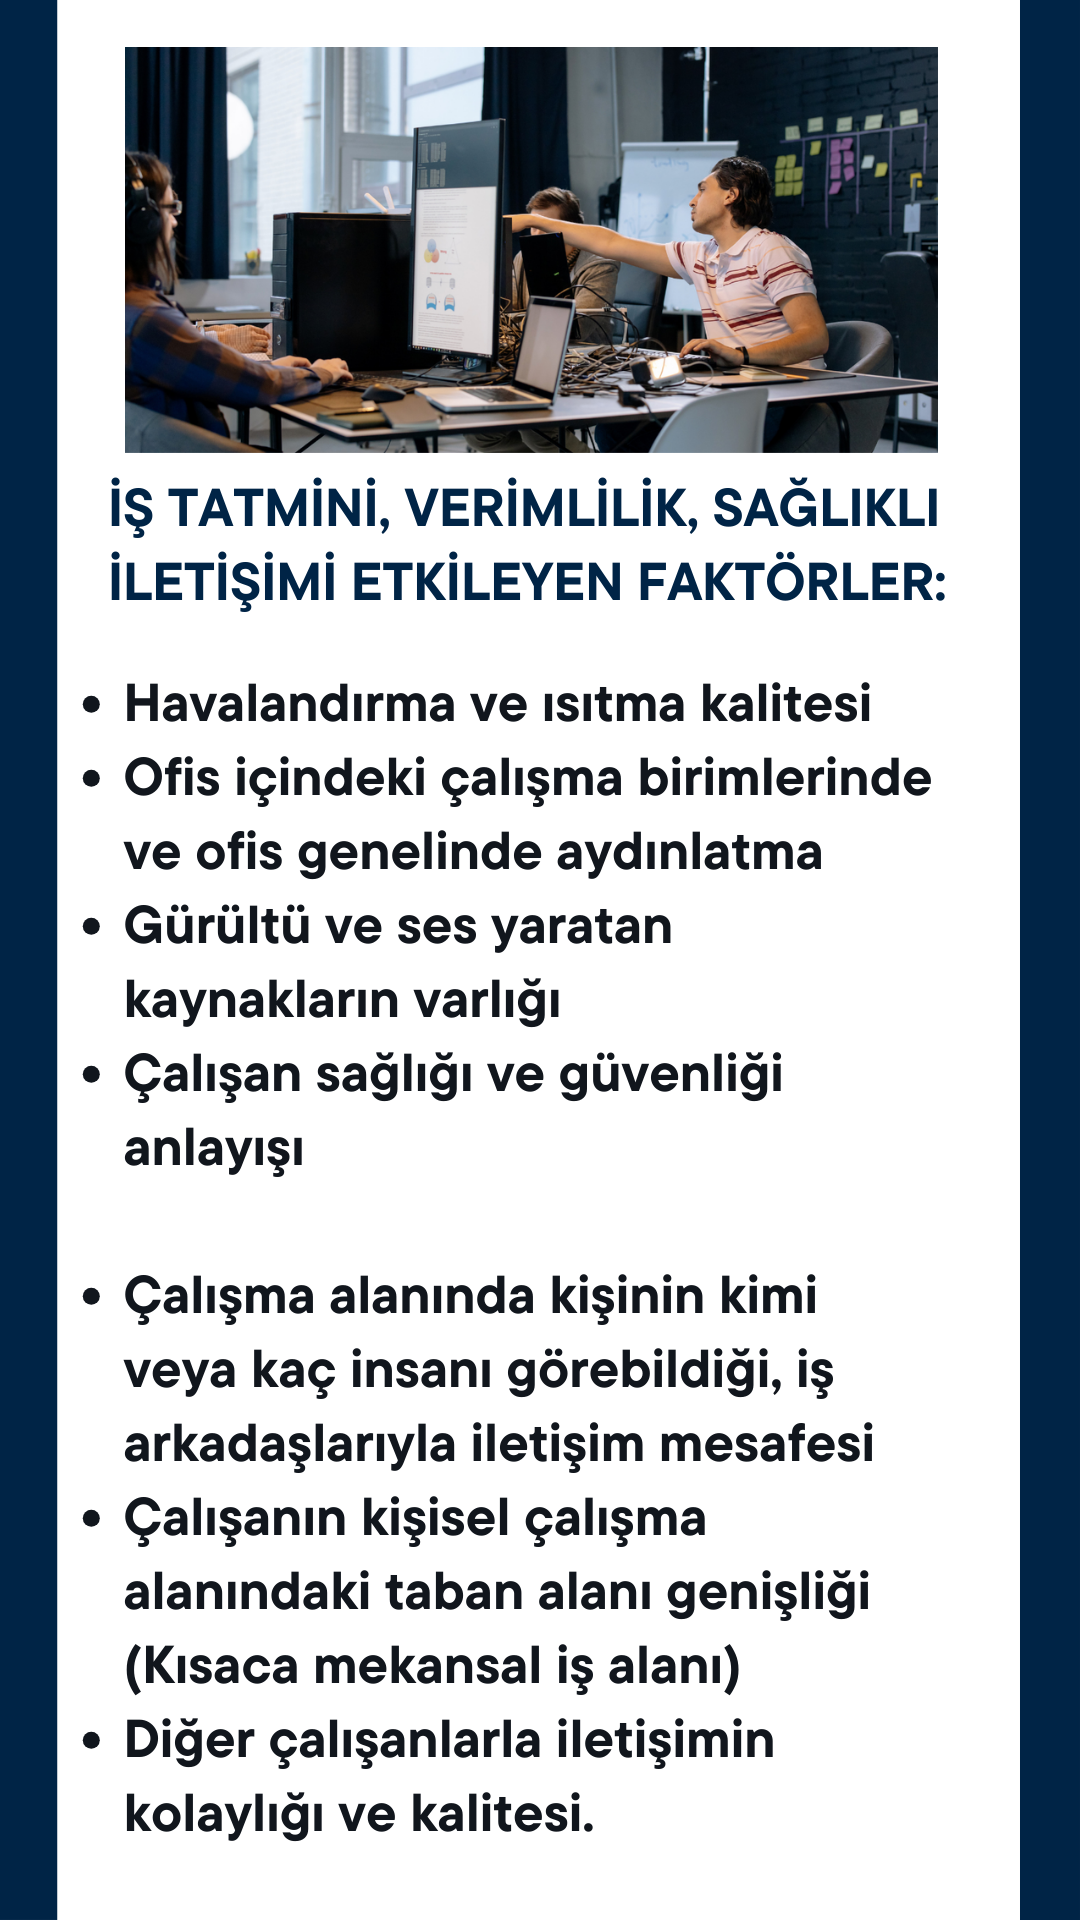 İŞ TATMİNİ, VERİMLİLİK, SAĞLIKLI
İLETİŞİMİ ETKİLEYEN FAKTÖRLER:
• Havalandırma ve ısıtma kalitesi
• Ofis içindeki çalışma birimlerinde
ve ofis genelinde aydınlatma
• Gürültü ve ses yaratan
kaynakların varlığı
• Çalışan sağlığı ve güvenliği
anlayışı
• Çalışma alanında kişinin kimi
veya kaç insanı görebildiği, iş
arkadaşlarıyla iletişim mesafesi
• Çalışanın kişisel çalışma
alanındaki taban alanı genişliği
(Kısaca mekansal iş alanı)
• Diğer çalışanlarla iletişimin
kolaylığı ve kalitesi.